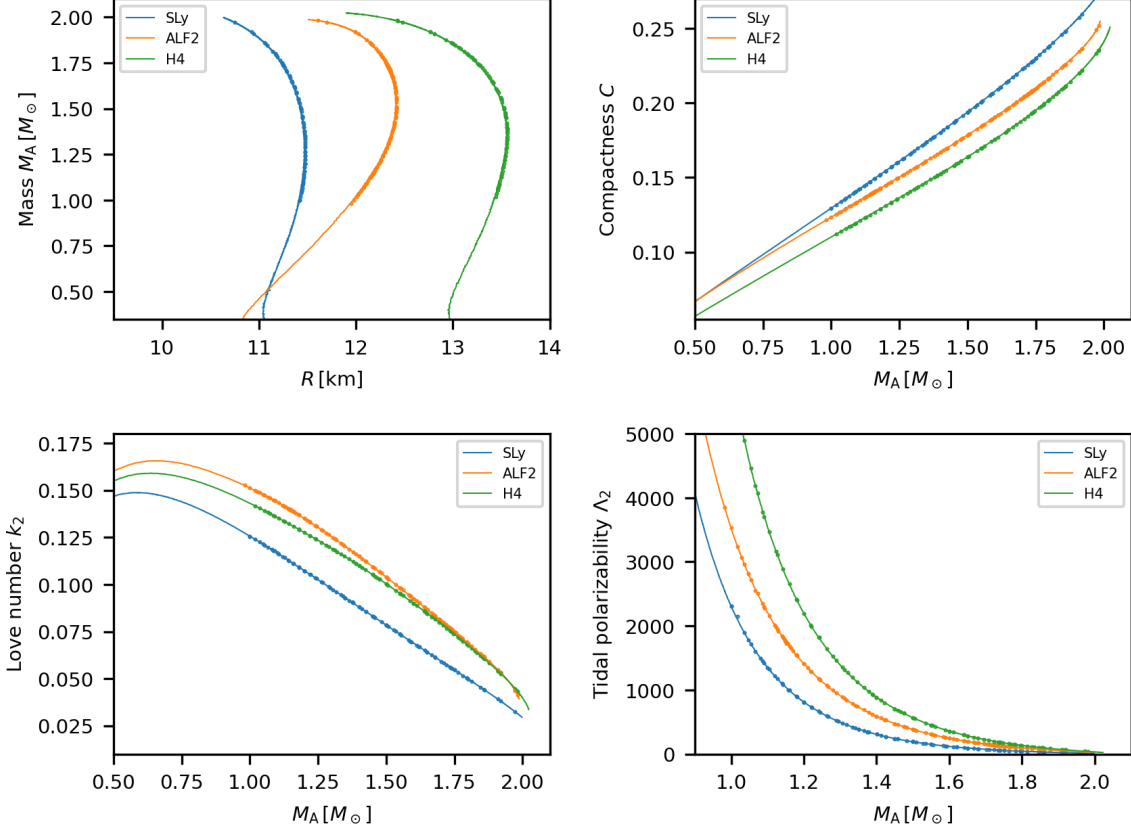 2.00
1.75
1.50
1.25
1.00
0.75
0.50
Mass M_A [M_⊙]
SLy
ALF2
H4
10 11 12 13 14
R [km]
0.25
0.20
0.15
0.10
Compactness C
SLy
ALF2
H4
0.50 0.75 1.00 1.25 1.50 1.75 2.00
M_A [M_⊙]
0.175
0.150
0.125
0.100
0.075
0.050
0.025
Love number k_2
SLy
ALF2
H4
0.50 0.75 1.00 1.25 1.50 1.75 2.00
M_A [M_⊙]
5000
4000
3000
2000
1000
0
Tidal polarizability Λ_2
SLy
ALF2
H4
1.0 1.2 1.4 1.6 1.8 2.0
M_A [M_⊙]